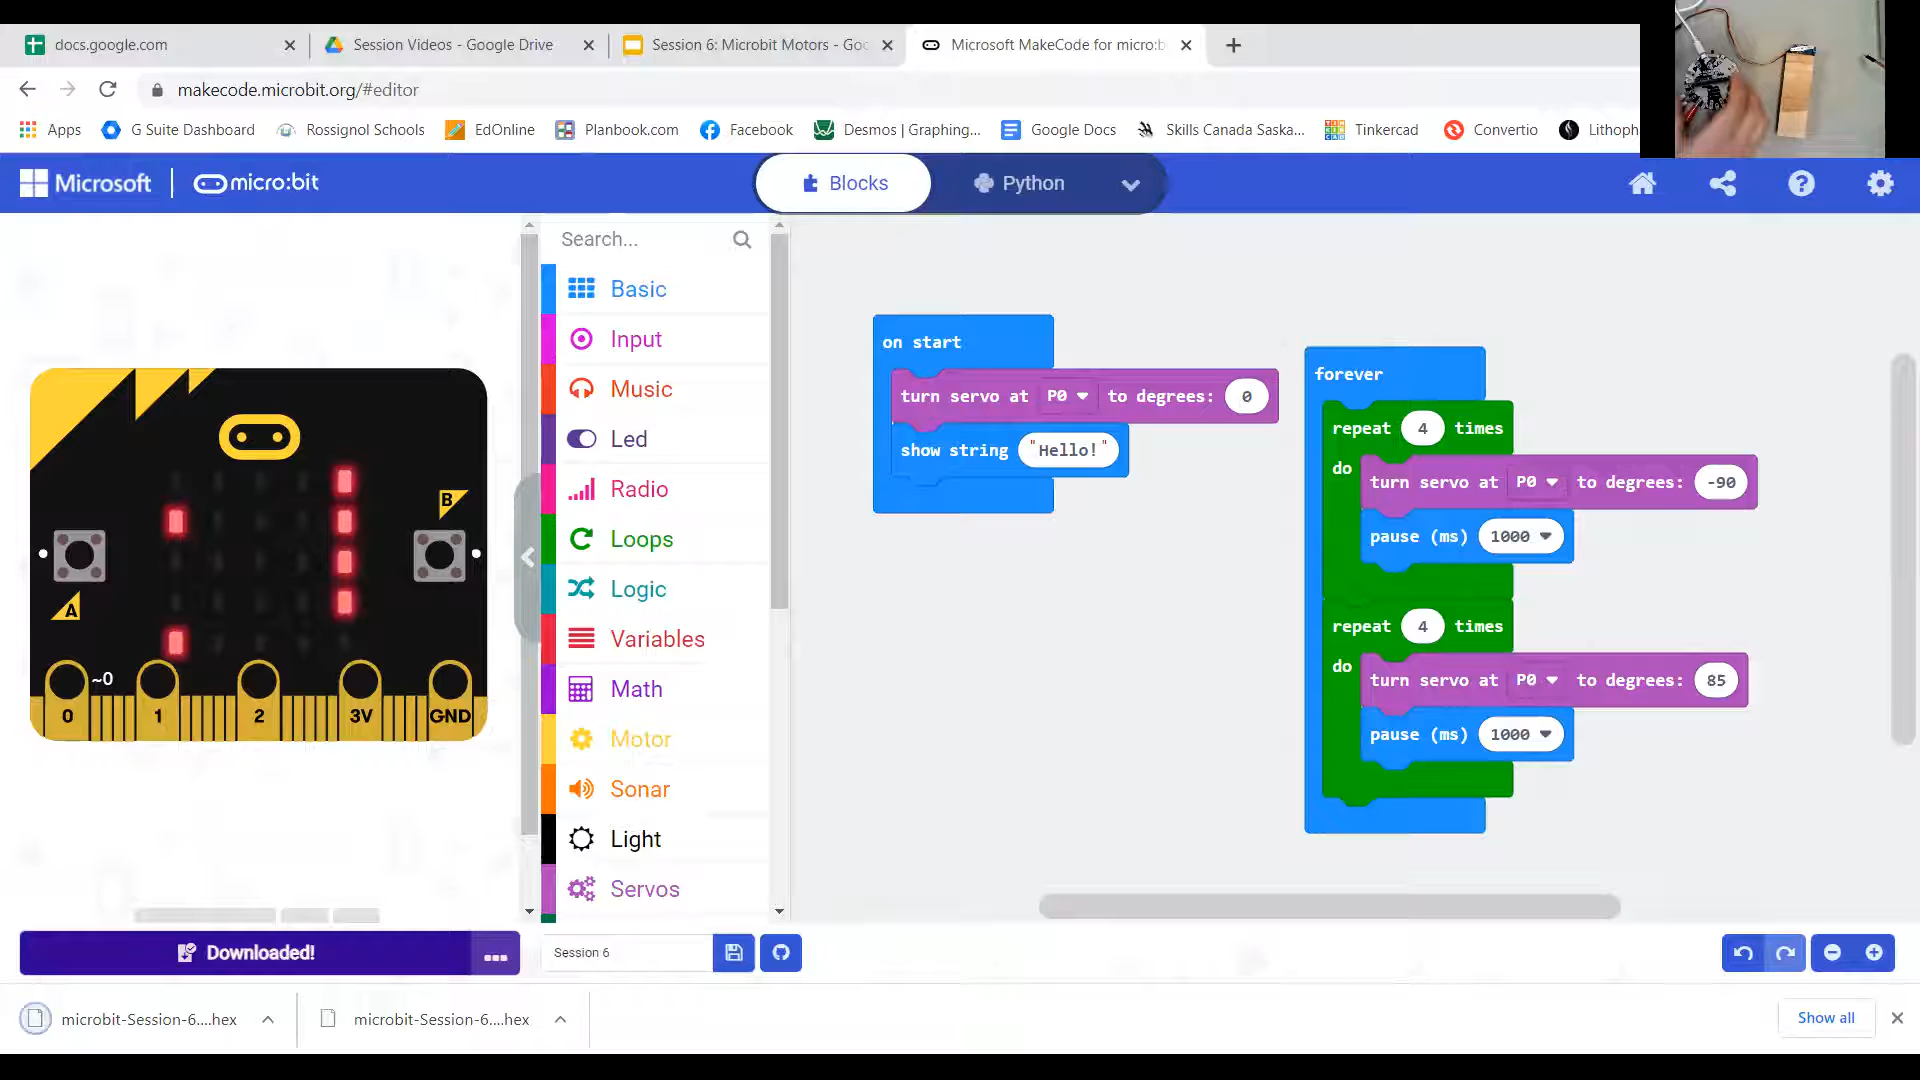 docs.google.com
Session Videos - Google Drive
Session 6: Microbit Motors - Goo
Microsoft MakeCode for micro:b
makecode.microbit.org/#editor
Apps
G Suite Dashboard
Rossignol Schools
EdOnline
Planbook.com
Facebook
Desmos | Graphing...
Google Docs
Skills Canada Saska...
Tinkercad
Convertio
Lithoph
Microsoft
micro:bit
Blocks
Python
Search...
Basic
Input
Music
Led
Radio
Loops
Logic
Variables
Math
Motor
Sonar
Light
Servos
A
B
~0
0
1
2
3V
GND
on start
turn servo at P0 to degrees: 0
show string "Hello!"
forever
repeat 4 times
do turn servo at P0 to degrees: -90
pause (ms) 1000
repeat 4 times
do turn servo at P0 to degrees: 85
pause (ms) 1000
Downloaded!
...
Session 6
microbit-Session-6....hex
microbit-Session-6....hex
Show all